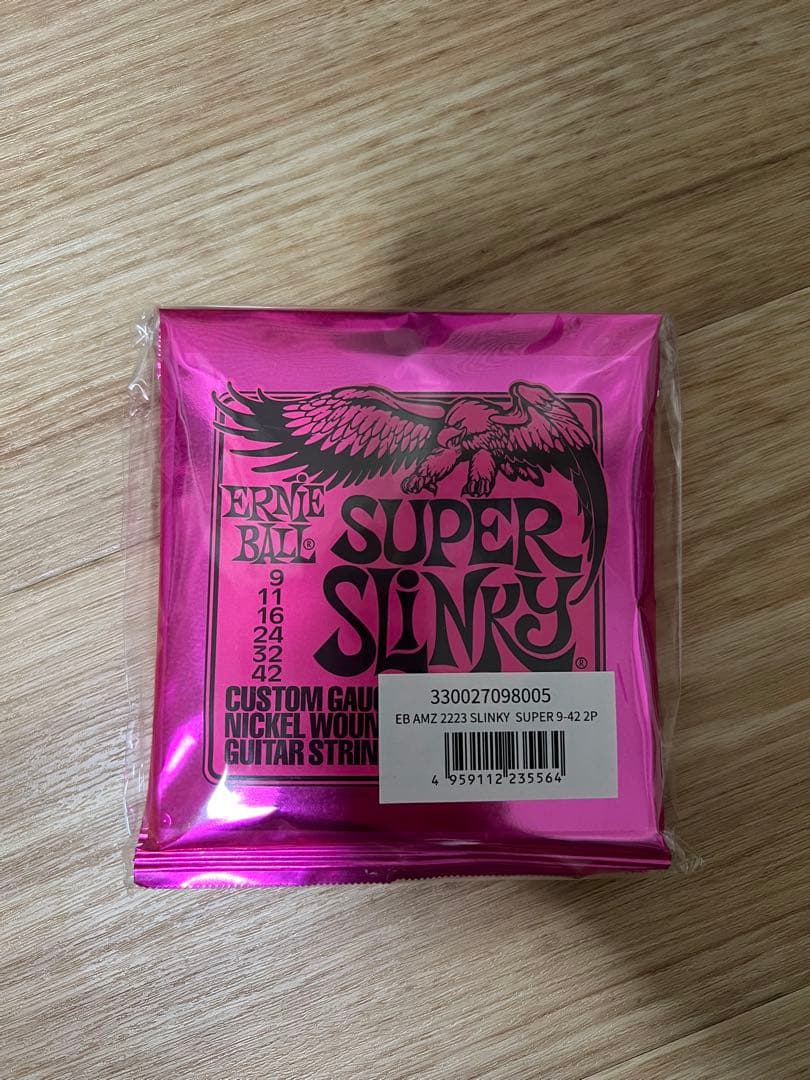 ERNIE
BALL®
SUPER
SLINKY®
9
11
16
24
32
42
CUSTOM GAU
NICKEL WOUN
GUITAR STRIN
330027098005
EB AMZ 2223 SLINKY SUPER 9-42 2P
4 959112 235564